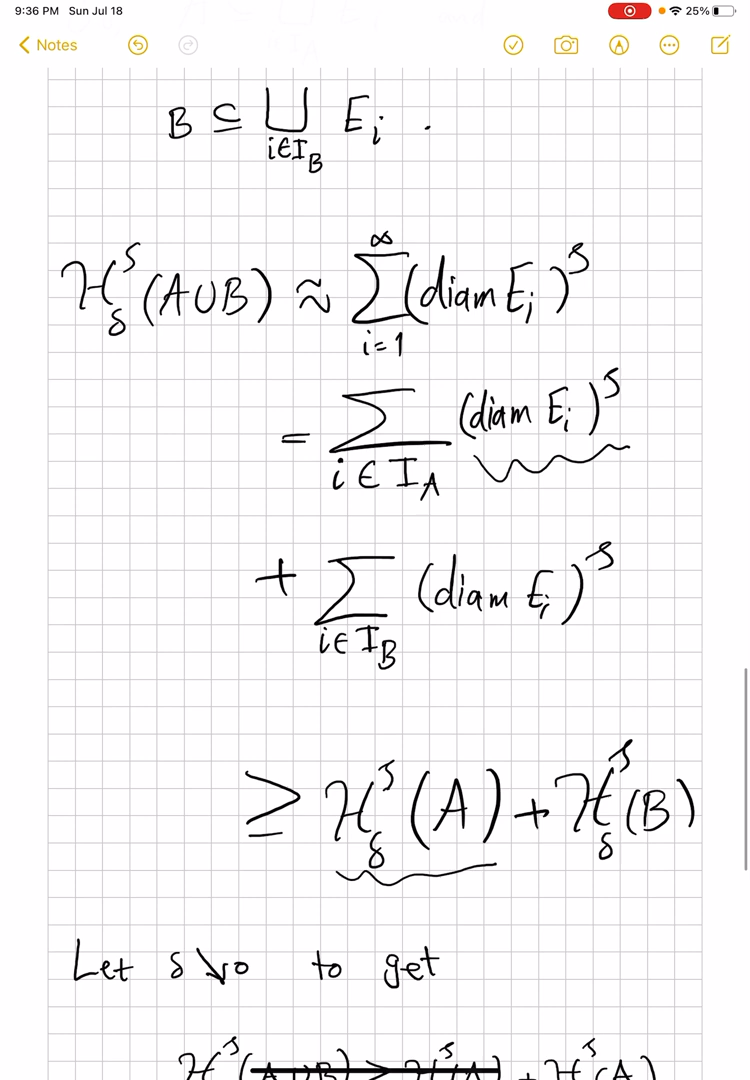 9:36 PM Sun Jul 18 25%
Notes
B ⊆ ⋃ E_i .
i∈I_B
H^s_δ (A∪B) ≈ ∑_{i=1}^∞ (diam E_i)^s
= ∑_{i∈I_A} (diam E_i)^s
+ ∑_{i∈I_B} (diam E_i)^s
≥ H^s_δ (A) + H^s_δ (B)
Let δ ↘0 to get
H^s (A∪B) ≥ H^s (A) + H^s (A)